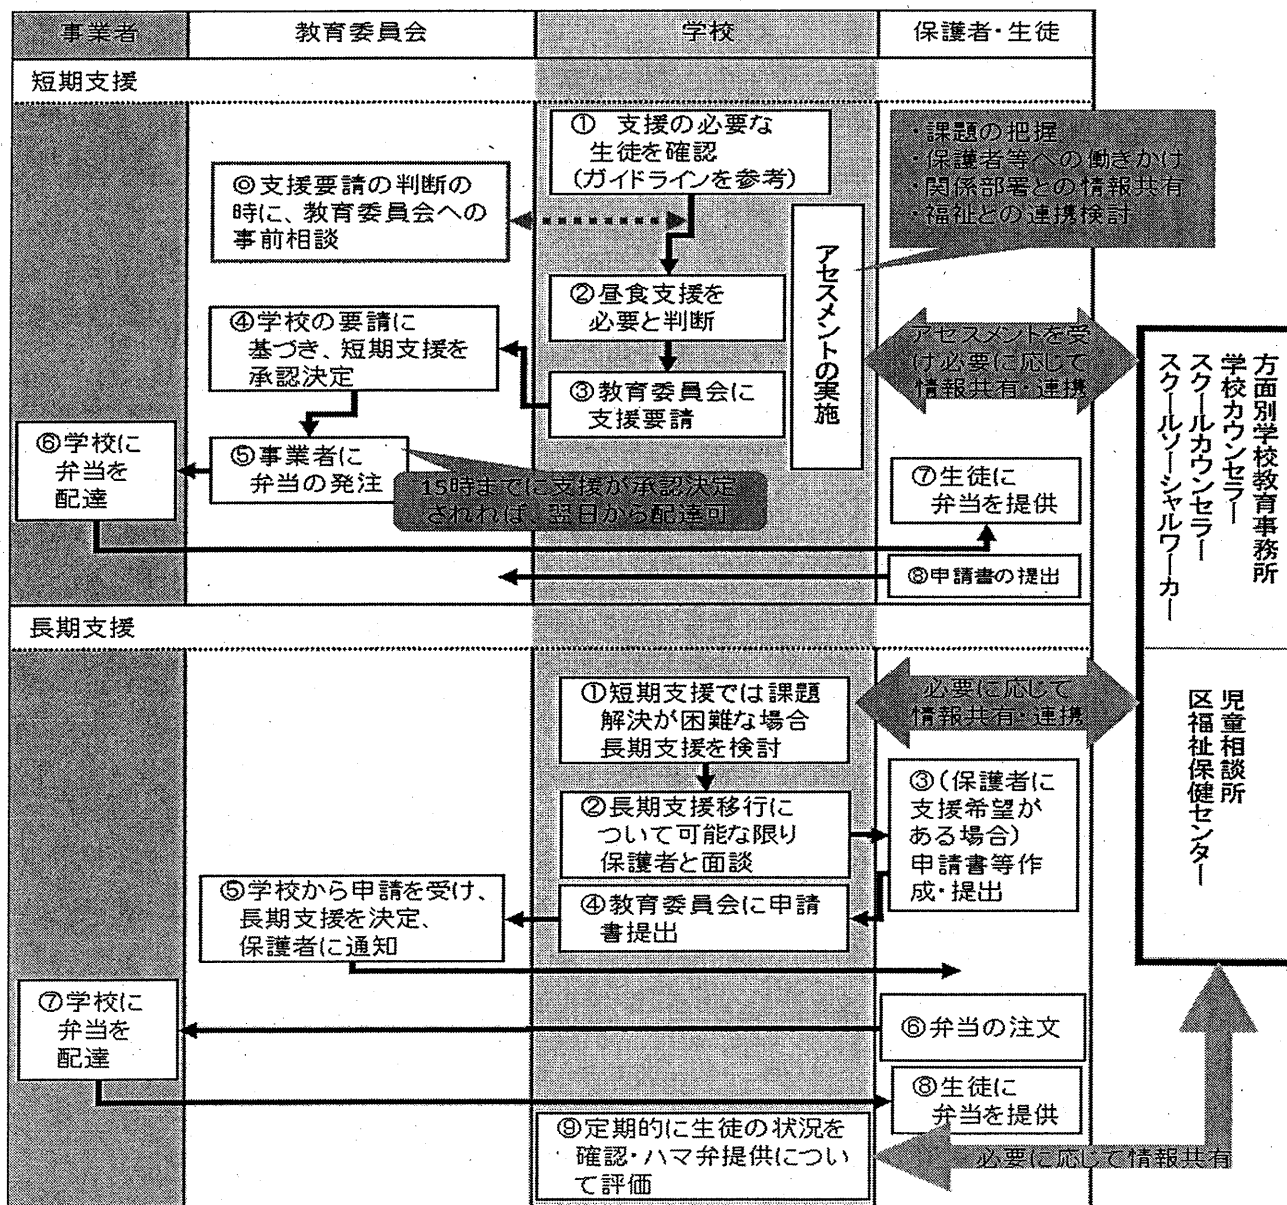 事業者
教育委員会
学校
保護者・生徒
短期支援
① 支援の必要な
生徒を確認
(ガイドラインを参考)
・課題の把握
・保護者等への働きかけ
・関係部署との情報共有
・福祉との連携検討
◎支援要請の判断の
時に、教育委員会への
事前相談
アセスメントの実施
②昼食支援を
必要と判断
④学校の要請に
基づき、短期支援を
承認決定
アセスメントを受
け必要に応じて
情報共有・連携
③教育委員会に
支援要請
⑥学校に
弁当を
配達
⑤事業者に
弁当の発注
15時までに支援が承認決定
されれば、翌日から配達可
⑦生徒に
弁当を提供
⑧申請書の提出
方面別学校教育事務所
学校カウンセラー
スクールカウンセラー
スクールソーシャルワーカー
長期支援
①短期支援では課題
解決が困難な場合
長期支援を検討
必要に応じて
情報共有・連携
児童相談所
区福祉保健センター
②長期支援移行に
ついて可能な限り
保護者と面談
③(保護者に
支援希望が
ある場合)
申請書等作
成・提出
⑤学校から申請を受け、
長期支援を決定、
保護者に通知
④教育委員会に申請
書提出
⑦学校に
弁当を
配達
⑥弁当の注文
⑧生徒に
弁当を提供
⑨定期的に生徒の状況を
確認・ハマ弁提供につい
て評価
必要に応じて情報共有